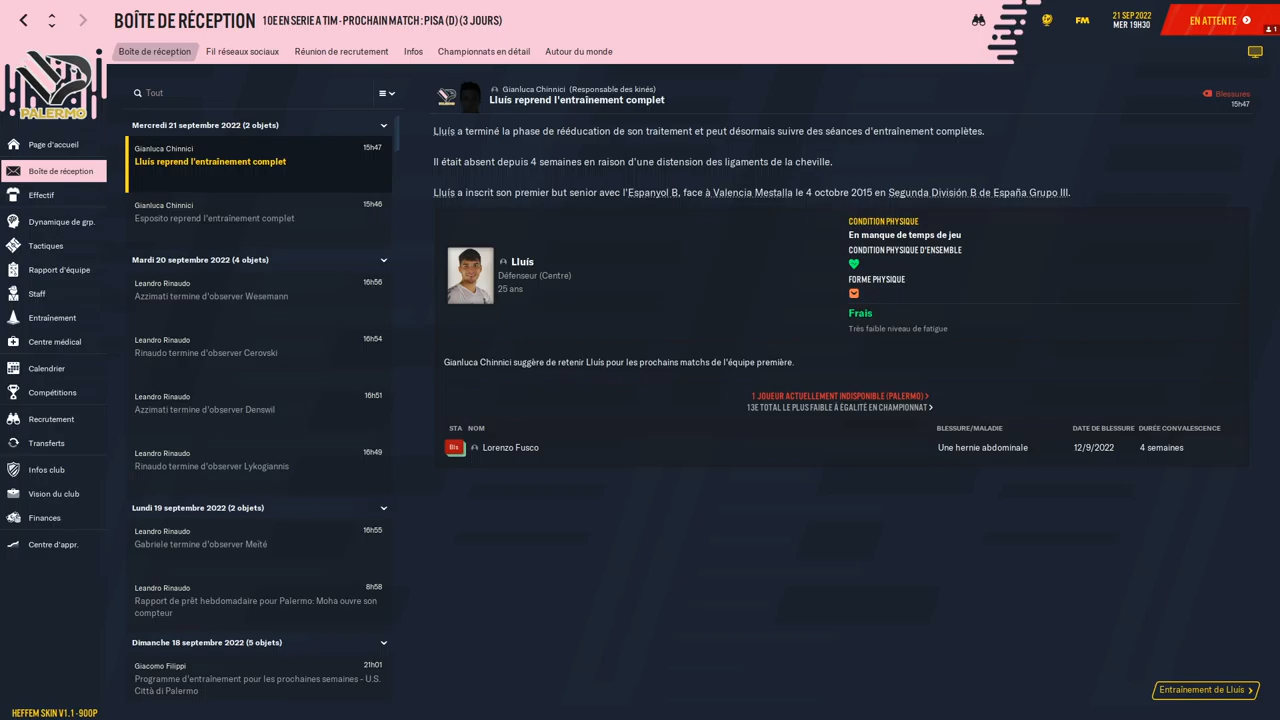 BOÎTE DE RÉCEPTION 10E EN SERIE A TIM - PROCHAIN MATCH : PISA (D) (3 JOURS)
FM
21 SEP 2022
MER 19H30
EN ATTENTE
1
Boîte de réception Fil réseaux sociaux Réunion de recrutement Infos Championnats en détail Autour du monde
PALERMO
Page d'accueil
Boîte de réception
Effectif
Dynamique de grp.
Tactiques
Rapport d'équipe
Staff
Entraînement
Centre médical
Calendrier
Compétitions
Recrutement
Transferts
Infos club
Vision du club
Finances
Centre d'appr.
HEFFEM SKIN V1.1 - 900P
Tout
Mercredi 21 septembre 2022 (2 objets)
Gianluca Chinnici 15h47
Lluís reprend l'entraînement complet
Gianluca Chinnici 15h46
Esposito reprend l'entraînement complet
Mardi 20 septembre 2022 (4 objets)
Leandro Rinaudo 16h56
Azzimati termine d'observer Wesemann
Leandro Rinaudo 16h54
Rinaudo termine d'observer Cerovski
Leandro Rinaudo 16h51
Azzimati termine d'observer Denswil
Leandro Rinaudo 16h49
Rinaudo termine d'observer Lykogiannis
Lundi 19 septembre 2022 (2 objets)
Leandro Rinaudo 16h55
Gabriele termine d'observer Meïté
Leandro Rinaudo 8h58
Rapport de prêt hebdomadaire pour Palermo: Moha ouvre son
compteur
Dimanche 18 septembre 2022 (5 objets)
Giacomo Filippi 21h01
Programme d'entraînement pour les prochaines semaines - U.S.
Città di Palermo
Gianluca Chinnici (Responsable des kinés)
Lluís reprend l'entraînement complet
Blessures
15h47
Lluís a terminé la phase de rééducation de son traitement et peut désormais suivre des séances d'entraînement complètes.
Il était absent depuis 4 semaines en raison d'une distension des ligaments de la cheville.
Lluís a inscrit son premier but senior avec l'Espanyol B, face à Valencia Mestalla le 4 octobre 2015 en Segunda División B de España Grupo III.
Lluís
Défenseur (Centre)
25 ans
CONDITION PHYSIQUE
En manque de temps de jeu
CONDITION PHYSIQUE D'ENSEMBLE
FORME PHYSIQUE
Frais
Très faible niveau de fatigue
Gianluca Chinnici suggère de retenir Lluís pour les prochains matchs de l'équipe première.
1 JOUEUR ACTUELLEMENT INDISPONIBLE (PALERMO)
13E TOTAL LE PLUS FAIBLE À ÉGALITÉ EN CHAMPIONNAT
STA NOM BLESSURE/MALADIE DATE DE BLESSURE DURÉE CONVALESCENCE
Bls Lorenzo Fusco Une hernie abdominale 12/9/2022 4 semaines
Entraînement de Lluís